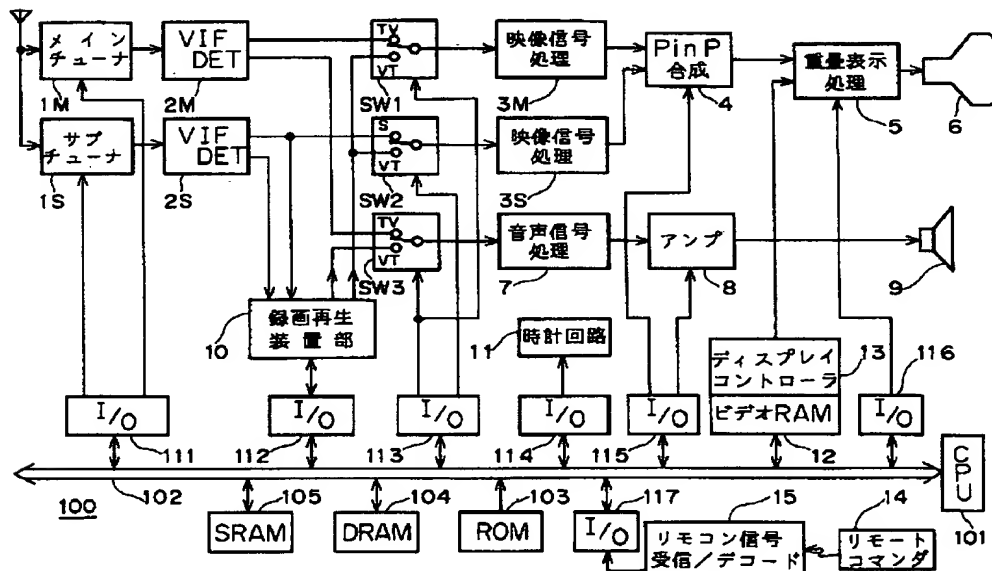 メイン
チューナ
1M
VIF
DET
2M
TV
VT
SW1
映像信号
処理
3M
PinP
合成
4
重畳表示
処理
5
6
サブ
チューナ
1S
VIF
DET
2S
S
VT
SW2
映像信号
処理
3S
TV
VT
SW3
音声信号
処理
7
アンプ
8
9
10
録画再生
装置部
11
時計回路
ディスプレイ
コントローラ
13
ビデオRAM
12
116
I/O
111
I/O
112
I/O
113
I/O
114
I/O
115
I/O
102
100
CPU
101
SRAM
105
DRAM
104
ROM
103
117
I/O
15
リモコン信号
受信/デコード
14
リモート
コマンダ